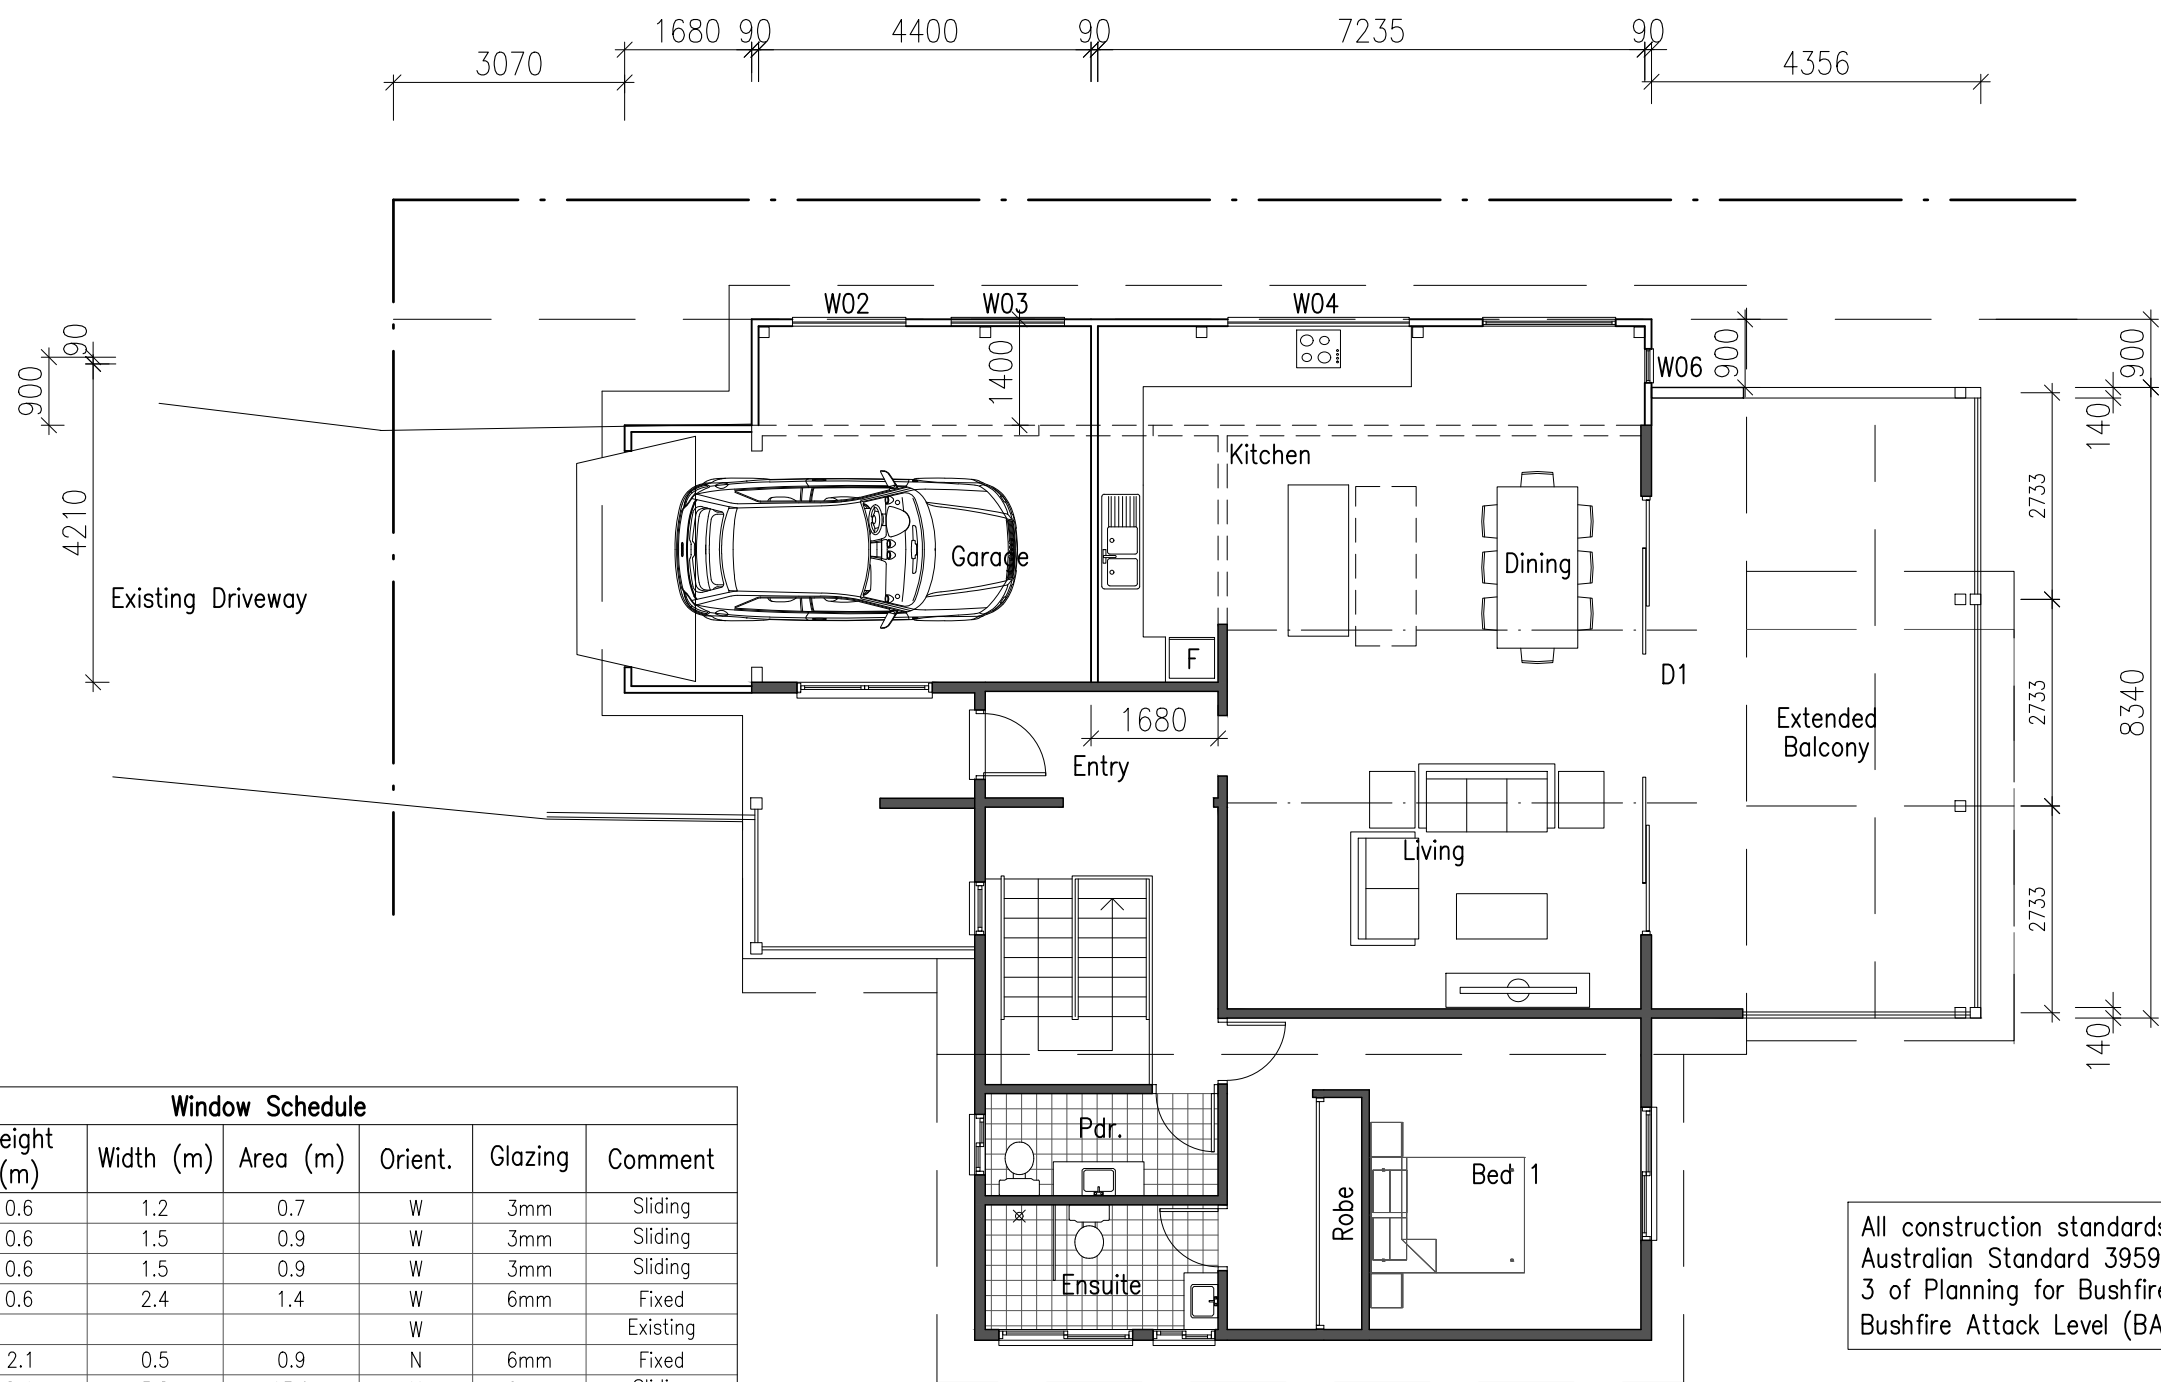 1680 90 4400 90 7235 90
3070 4356
W02 W03 W04
90
900
1400
W06
900
900
140
4210
Kitchen
2733
Garage
Dining
Existing Driveway
F
D1
2733
8340
1680
Extended
Balcony
Entry
Living
2733
140
Window Schedule
eight
(m) Width (m) Area (m) Orient. Glazing Comment
0.6 1.2 0.7 W 3mm Sliding
0.6 1.5 0.9 W 3mm Sliding
0.6 1.5 0.9 W 3mm Sliding
0.6 2.4 1.4 W 6mm Fixed
W Existing
2.1 0.5 0.9 N 6mm Fixed
Pdr.
Bed 1
Robe
Ensuite
All construction standards
Australian Standard 3959
3 of Planning for Bushfire
Bushfire Attack Level (BA